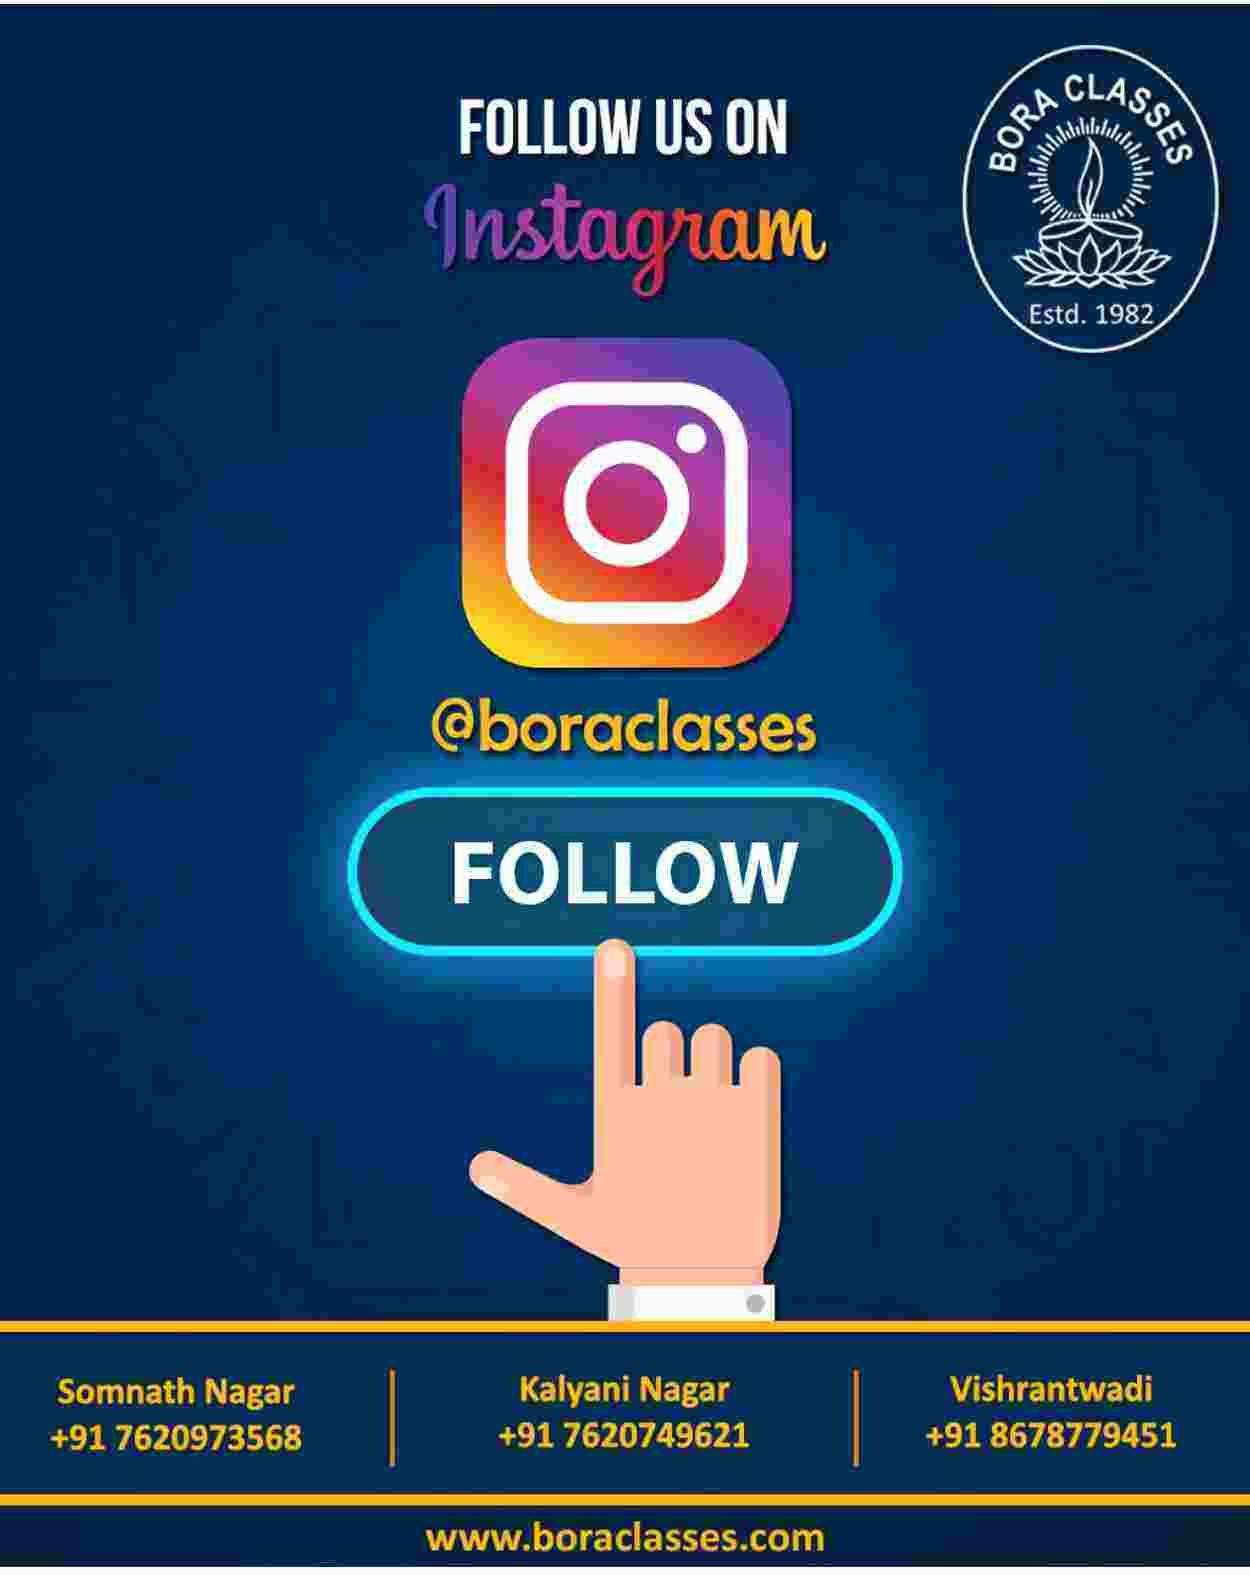 FOLLOW US ON
Instagram
BORA CLASSES
Estd. 1982
@boraclasses
FOLLOW
Somnath Nagar
+91 7620973568
Kalyani Nagar
+91 7620749621
Vishrantwadi
+91 8678779451
www.boraclasses.com